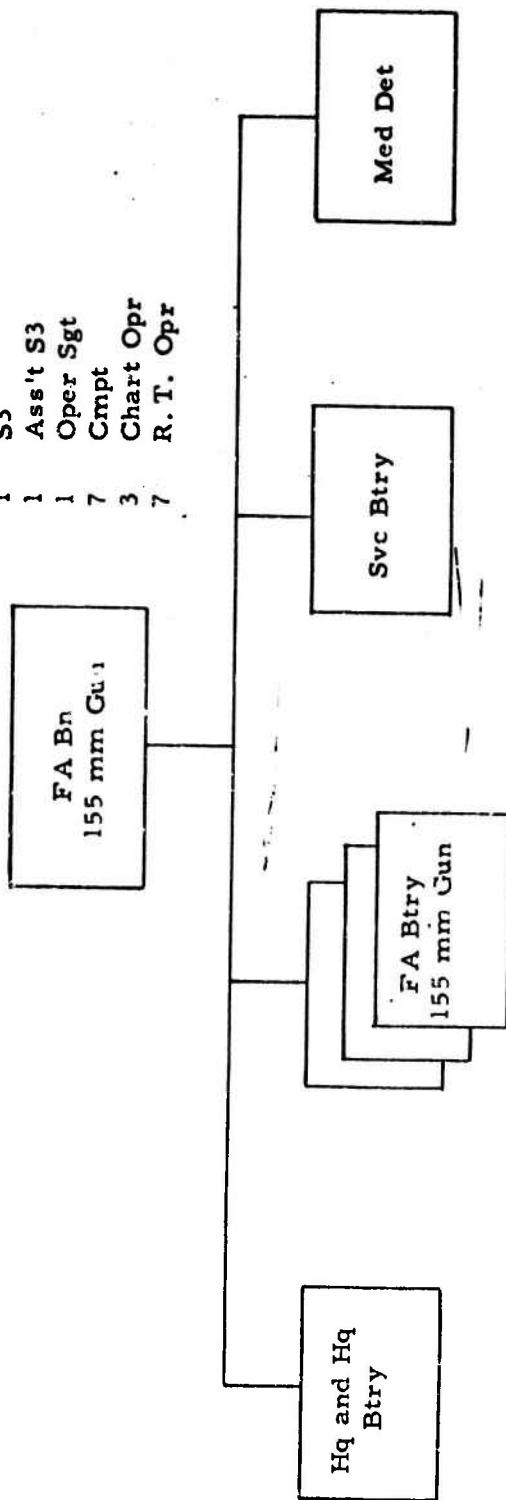 1 S3
1 Ass't S3
1 Oper Sgt
7 Cmpt
3 Chart Opr
7 R. T. Opr
FA Bn
155 mm Gun
Hq and Hq
Btry
FA Btry
155 mm Gun
Svc Btry
Med Det